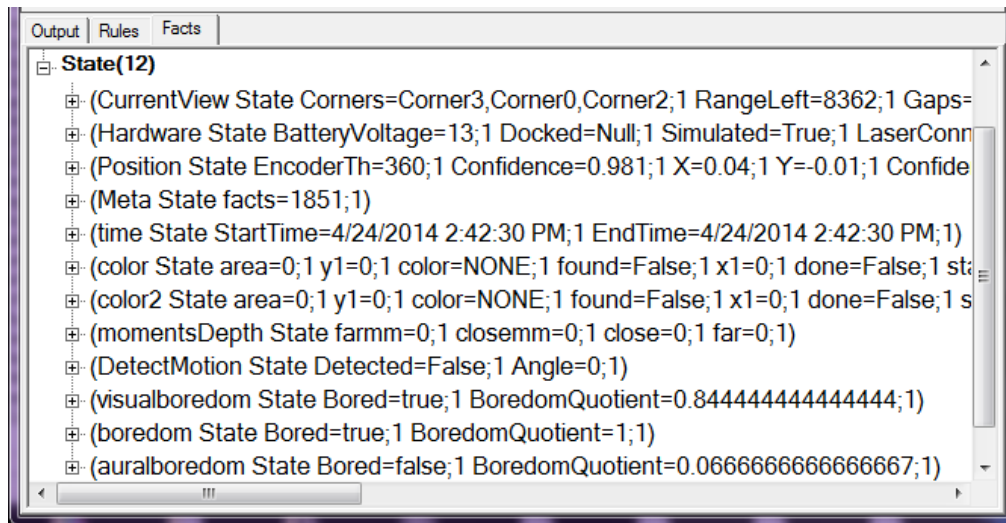 Output Rules Facts
State(12)
(CurrentView State Corners=Corner3,Corner0,Corner2;1 RangeLeft=8362;1 Gaps=
(Hardware State BatteryVoltage=13;1 Docked=Null;1 Simulated=True;1 LaserConn
(Position State EncoderTh=360;1 Confidence=0.981;1 X=0.04;1 Y=-0.01;1 Confide
(Meta State facts=1851;1)
(time State StartTime=4/24/2014 2:42:30 PM;1 EndTime=4/24/2014 2:42:30 PM;1)
(color State area=0;1 y1=0;1 color=NONE;1 found=False;1 x1=0;1 done=False;1 sta
(color2 State area=0;1 y1=0;1 color=NONE;1 found=False;1 x1=0;1 done=False;1 s
(momentsDepth State farmm=0;1 closemm=0;1 close=0;1 far=0;1)
(DetectMotion State Detected=False;1 Angle=0;1)
(visualboredom State Bored=true;1 BoredomQuotient=0.844444444444444;1)
(boredom State Bored=true;1 BoredomQuotient=1;1)
(auralboredom State Bored=false;1 BoredomQuotient=0.0666666666666667;1)